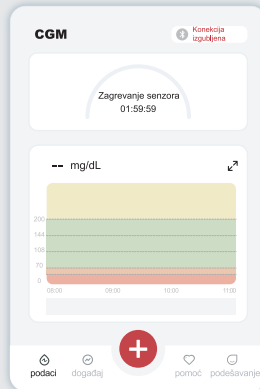 CGM
Konekcija
izgubljena
Zagrevanje senzora
01:59:59
-- mg/dL
200
144
108
70
0
08:00 09:00 10:00 11:00
podaci događaj pomoć podešavanje